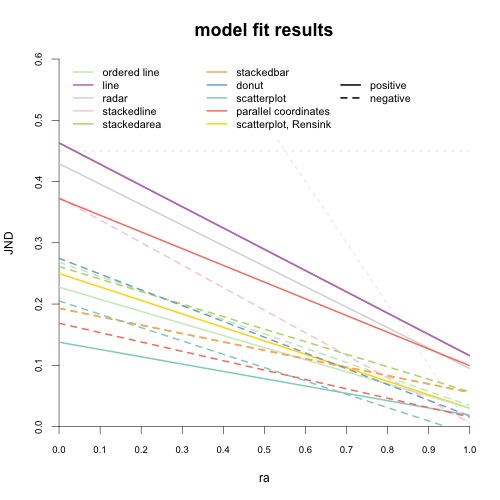 model fit results
ordered line
line
radar
stackedline
stackedarea
stackedbar
donut
scatterplot
parallel coordinates
scatterplot, Rensink
positive
negative
JND
0.6
0.5
0.4
0.3
0.2
0.1
0.0
0.0 0.1 0.2 0.3 0.4 0.5 0.6 0.7 0.8 0.9 1.0
ra